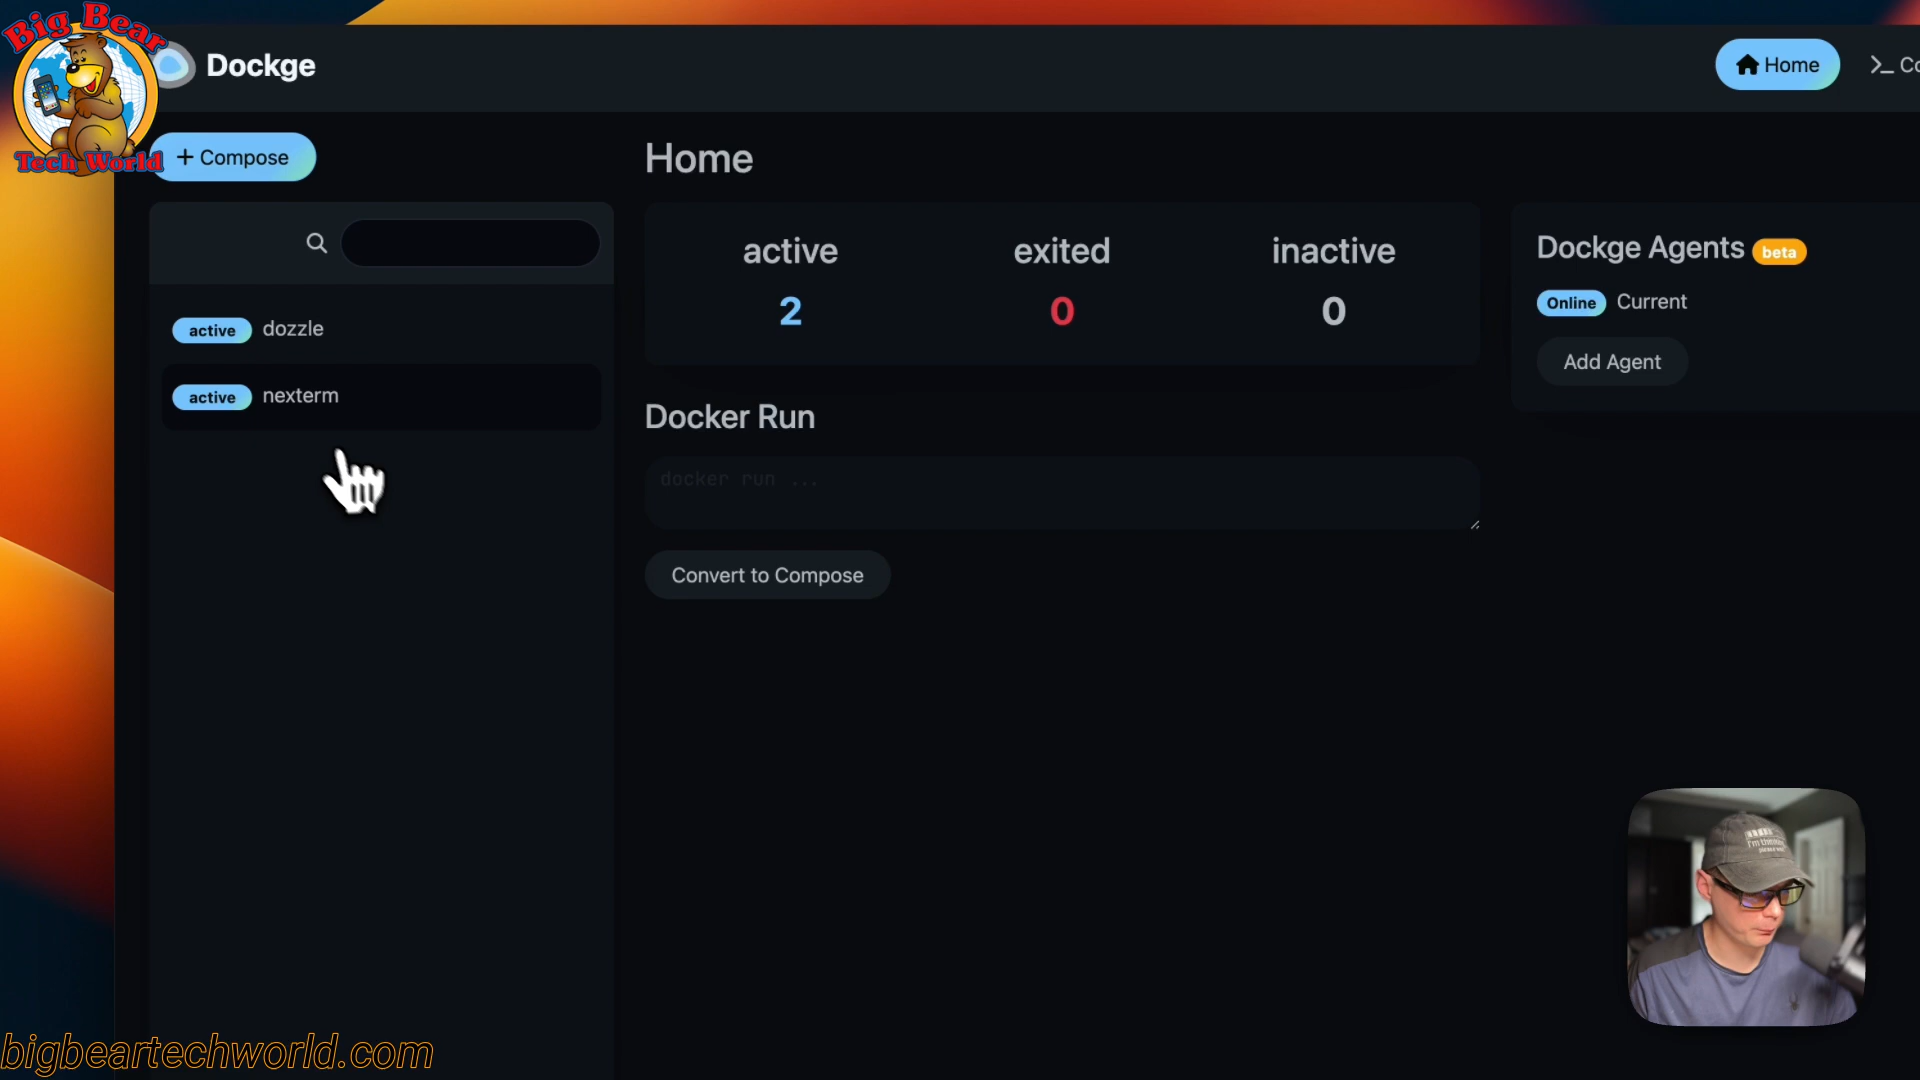 Big Bear
Tech World
Dockge
Home
>_ Co
+ Compose
Home
active
2
exited
0
inactive
0
Dockge Agents beta
Online Current
Add Agent
active dozzle
active nexterm
Docker Run
docker run ...
Convert to Compose
bigbeartechworld.com